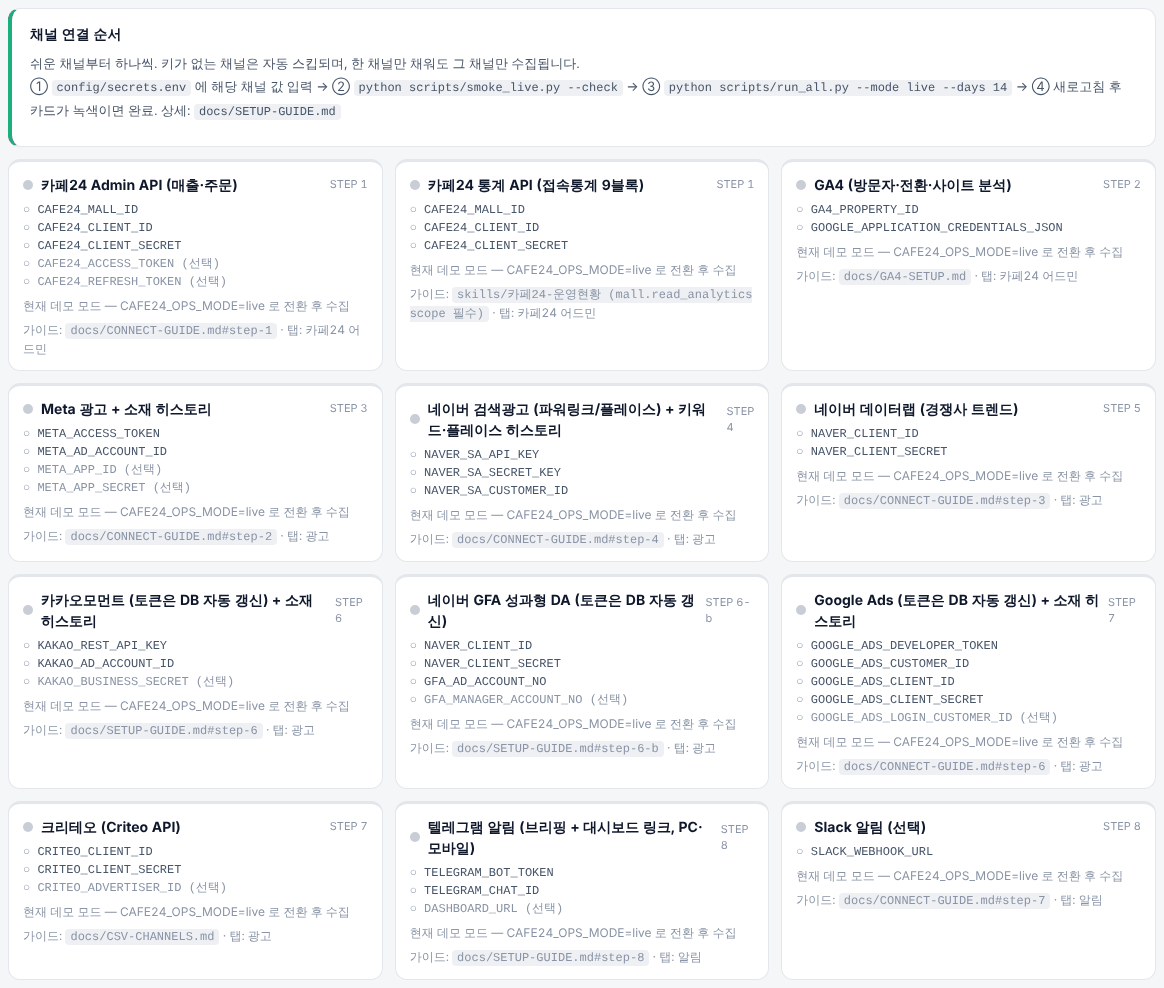 채널 연결 순서
쉬운 채널부터 하나씩. 키가 없는 채널은 자동 스킵되며, 한 채널만 채워도 그 채널만 수집됩니다.
① config/secrets.env 에 해당 채널 값 입력 → ② python scripts/smoke_live.py --check → ③ python scripts/run_all.py --mode live --days 14 → ④ 새로고침 후
카드가 녹색이면 완료. 상세: docs/SETUP-GUIDE.md
카페24 Admin API (매출·주문) STEP 1
○ CAFE24_MALL_ID
○ CAFE24_CLIENT_ID
○ CAFE24_CLIENT_SECRET
○ CAFE24_ACCESS_TOKEN (선택)
○ CAFE24_REFRESH_TOKEN (선택)
현재 데모 모드 — CAFE24_OPS_MODE=live 로 전환 후 수집
가이드: docs/CONNECT-GUIDE.md#step-1 · 탭: 카페24 어
드민
카페24 통계 API (접속통계 9블록) STEP 1
○ CAFE24_MALL_ID
○ CAFE24_CLIENT_ID
○ CAFE24_CLIENT_SECRET
현재 데모 모드 — CAFE24_OPS_MODE=live 로 전환 후 수집
가이드: skills/카페24-운영현황 (mall.read_analytics
scope 필수) · 탭: 카페24 어드민
GA4 (방문자·전환·사이트 분석) STEP 2
○ GA4_PROPERTY_ID
○ GOOGLE_APPLICATION_CREDENTIALS_JSON
현재 데모 모드 — CAFE24_OPS_MODE=live 로 전환 후 수집
가이드: docs/GA4-SETUP.md · 탭: 카페24 어드민
Meta 광고 + 소재 히스토리 STEP 3
○ META_ACCESS_TOKEN
○ META_AD_ACCOUNT_ID
○ META_APP_ID (선택)
○ META_APP_SECRET (선택)
현재 데모 모드 — CAFE24_OPS_MODE=live 로 전환 후 수집
가이드: docs/CONNECT-GUIDE.md#step-2 · 탭: 광고
네이버 검색광고 (파워링크/플레이스) + 키워 STEP
드·플레이스 히스토리 4
○ NAVER_SA_API_KEY
○ NAVER_SA_SECRET_KEY
○ NAVER_SA_CUSTOMER_ID
현재 데모 모드 — CAFE24_OPS_MODE=live 로 전환 후 수집
가이드: docs/CONNECT-GUIDE.md#step-4 · 탭: 광고
네이버 데이터랩 (경쟁사 트렌드) STEP 5
○ NAVER_CLIENT_ID
○ NAVER_CLIENT_SECRET
현재 데모 모드 — CAFE24_OPS_MODE=live 로 전환 후 수집
가이드: docs/CONNECT-GUIDE.md#step-3 · 탭: 광고
카카오모먼트 (토큰은 DB 자동 갱신) + 소재 STEP
히스토리 6
○ KAKAO_REST_API_KEY
○ KAKAO_AD_ACCOUNT_ID
○ KAKAO_BUSINESS_SECRET (선택)
현재 데모 모드 — CAFE24_OPS_MODE=live 로 전환 후 수집
가이드: docs/SETUP-GUIDE.md#step-6 · 탭: 광고
네이버 GFA 성과형 DA (토큰은 DB 자동 갱 STEP 6-
신) b
○ NAVER_CLIENT_ID
○ NAVER_CLIENT_SECRET
○ GFA_AD_ACCOUNT_NO
○ GFA_MANAGER_ACCOUNT_NO (선택)
현재 데모 모드 — CAFE24_OPS_MODE=live 로 전환 후 수집
가이드: docs/SETUP-GUIDE.md#step-6-b · 탭: 광고
Google Ads (토큰은 DB 자동 갱신) + 소재 히 STEP
스토리 7
○ GOOGLE_ADS_DEVELOPER_TOKEN
○ GOOGLE_ADS_CUSTOMER_ID
○ GOOGLE_ADS_CLIENT_ID
○ GOOGLE_ADS_CLIENT_SECRET
○ GOOGLE_ADS_LOGIN_CUSTOMER_ID (선택)
현재 데모 모드 — CAFE24_OPS_MODE=live 로 전환 후 수집
가이드: docs/CONNECT-GUIDE.md#step-6 · 탭: 광고
크리테오 (Criteo API) STEP 7
○ CRITEO_CLIENT_ID
○ CRITEO_CLIENT_SECRET
○ CRITEO_ADVERTISER_ID (선택)
현재 데모 모드 — CAFE24_OPS_MODE=live 로 전환 후 수집
가이드: docs/CSV-CHANNELS.md · 탭: 광고
텔레그램 알림 (브리핑 + 대시보드 링크, PC· STEP
모바일) 8
○ TELEGRAM_BOT_TOKEN
○ TELEGRAM_CHAT_ID
○ DASHBOARD_URL (선택)
현재 데모 모드 — CAFE24_OPS_MODE=live 로 전환 후 수집
가이드: docs/SETUP-GUIDE.md#step-8 · 탭: 알림
Slack 알림 (선택) STEP 8
○ SLACK_WEBHOOK_URL
현재 데모 모드 — CAFE24_OPS_MODE=live 로 전환 후 수집
가이드: docs/CONNECT-GUIDE.md#step-7 · 탭: 알림